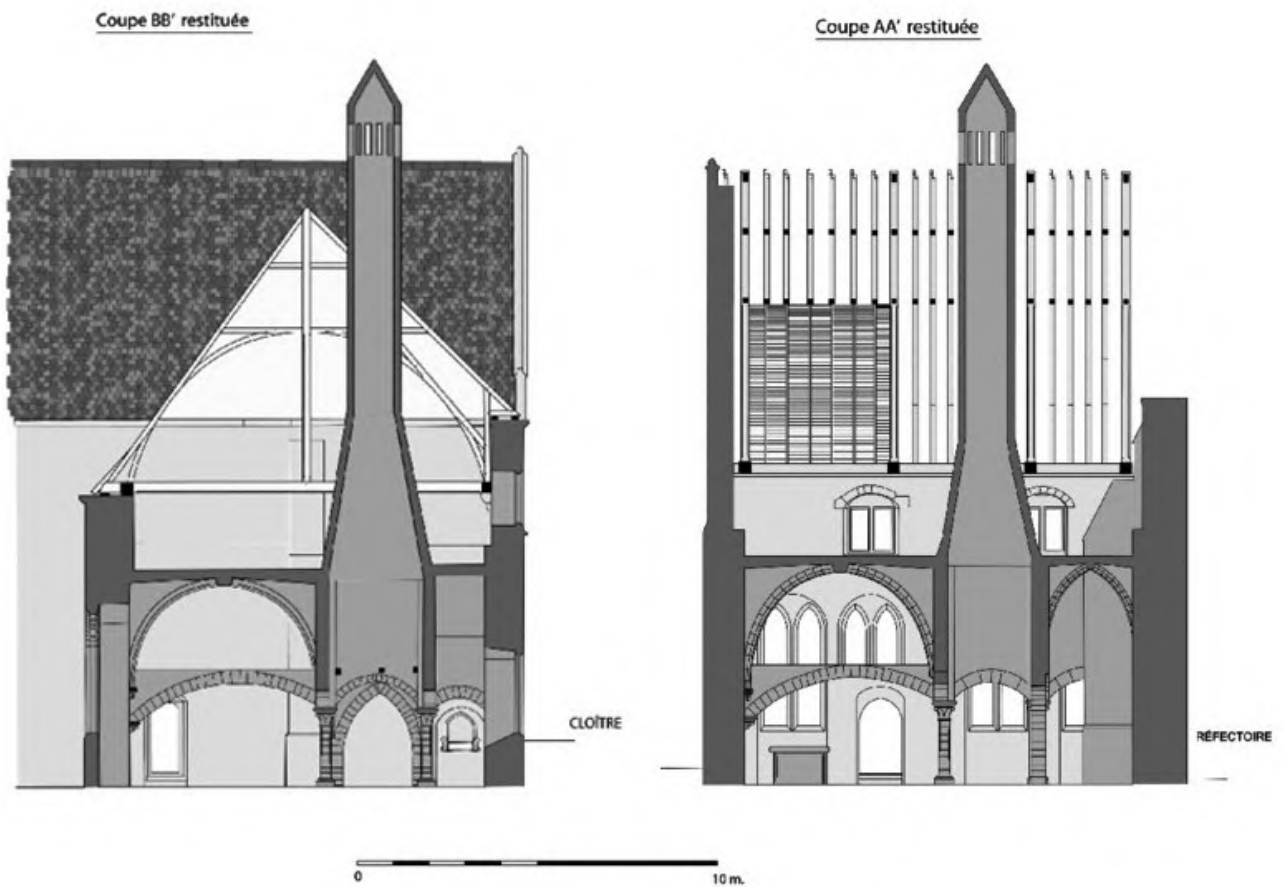 Coupe BB' restituée
Coupe AA' restituée
CLOÎTRE
RÉFECTOIRE
0
10 m.